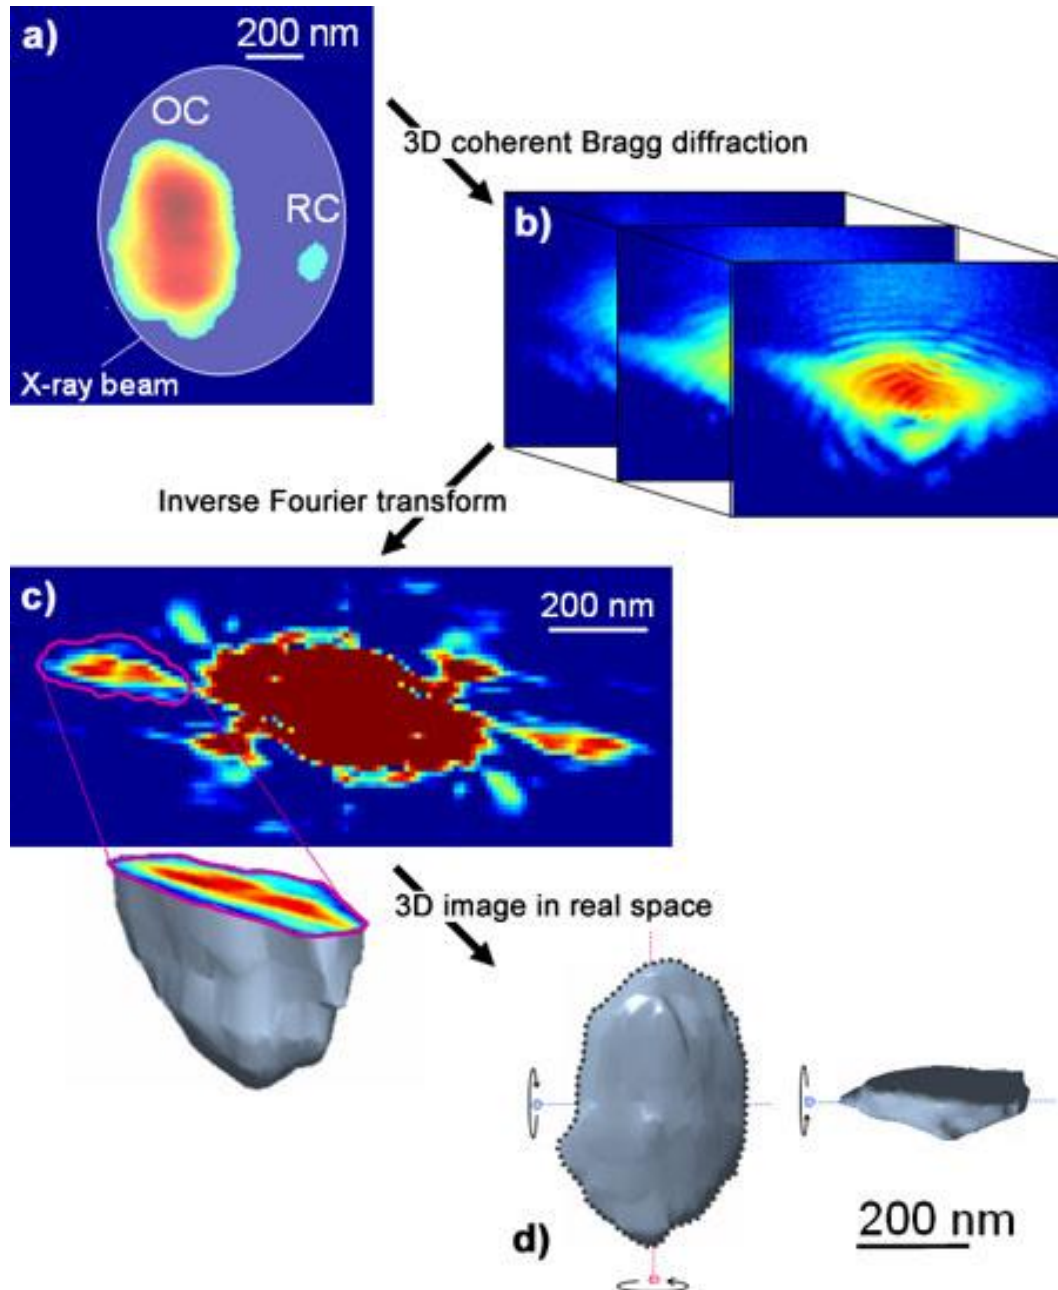 a)
200 nm
OC
RC
X-ray beam
3D coherent Bragg diffraction
b)
Inverse Fourier transform
c)
200 nm
3D image in real space
d)
200 nm